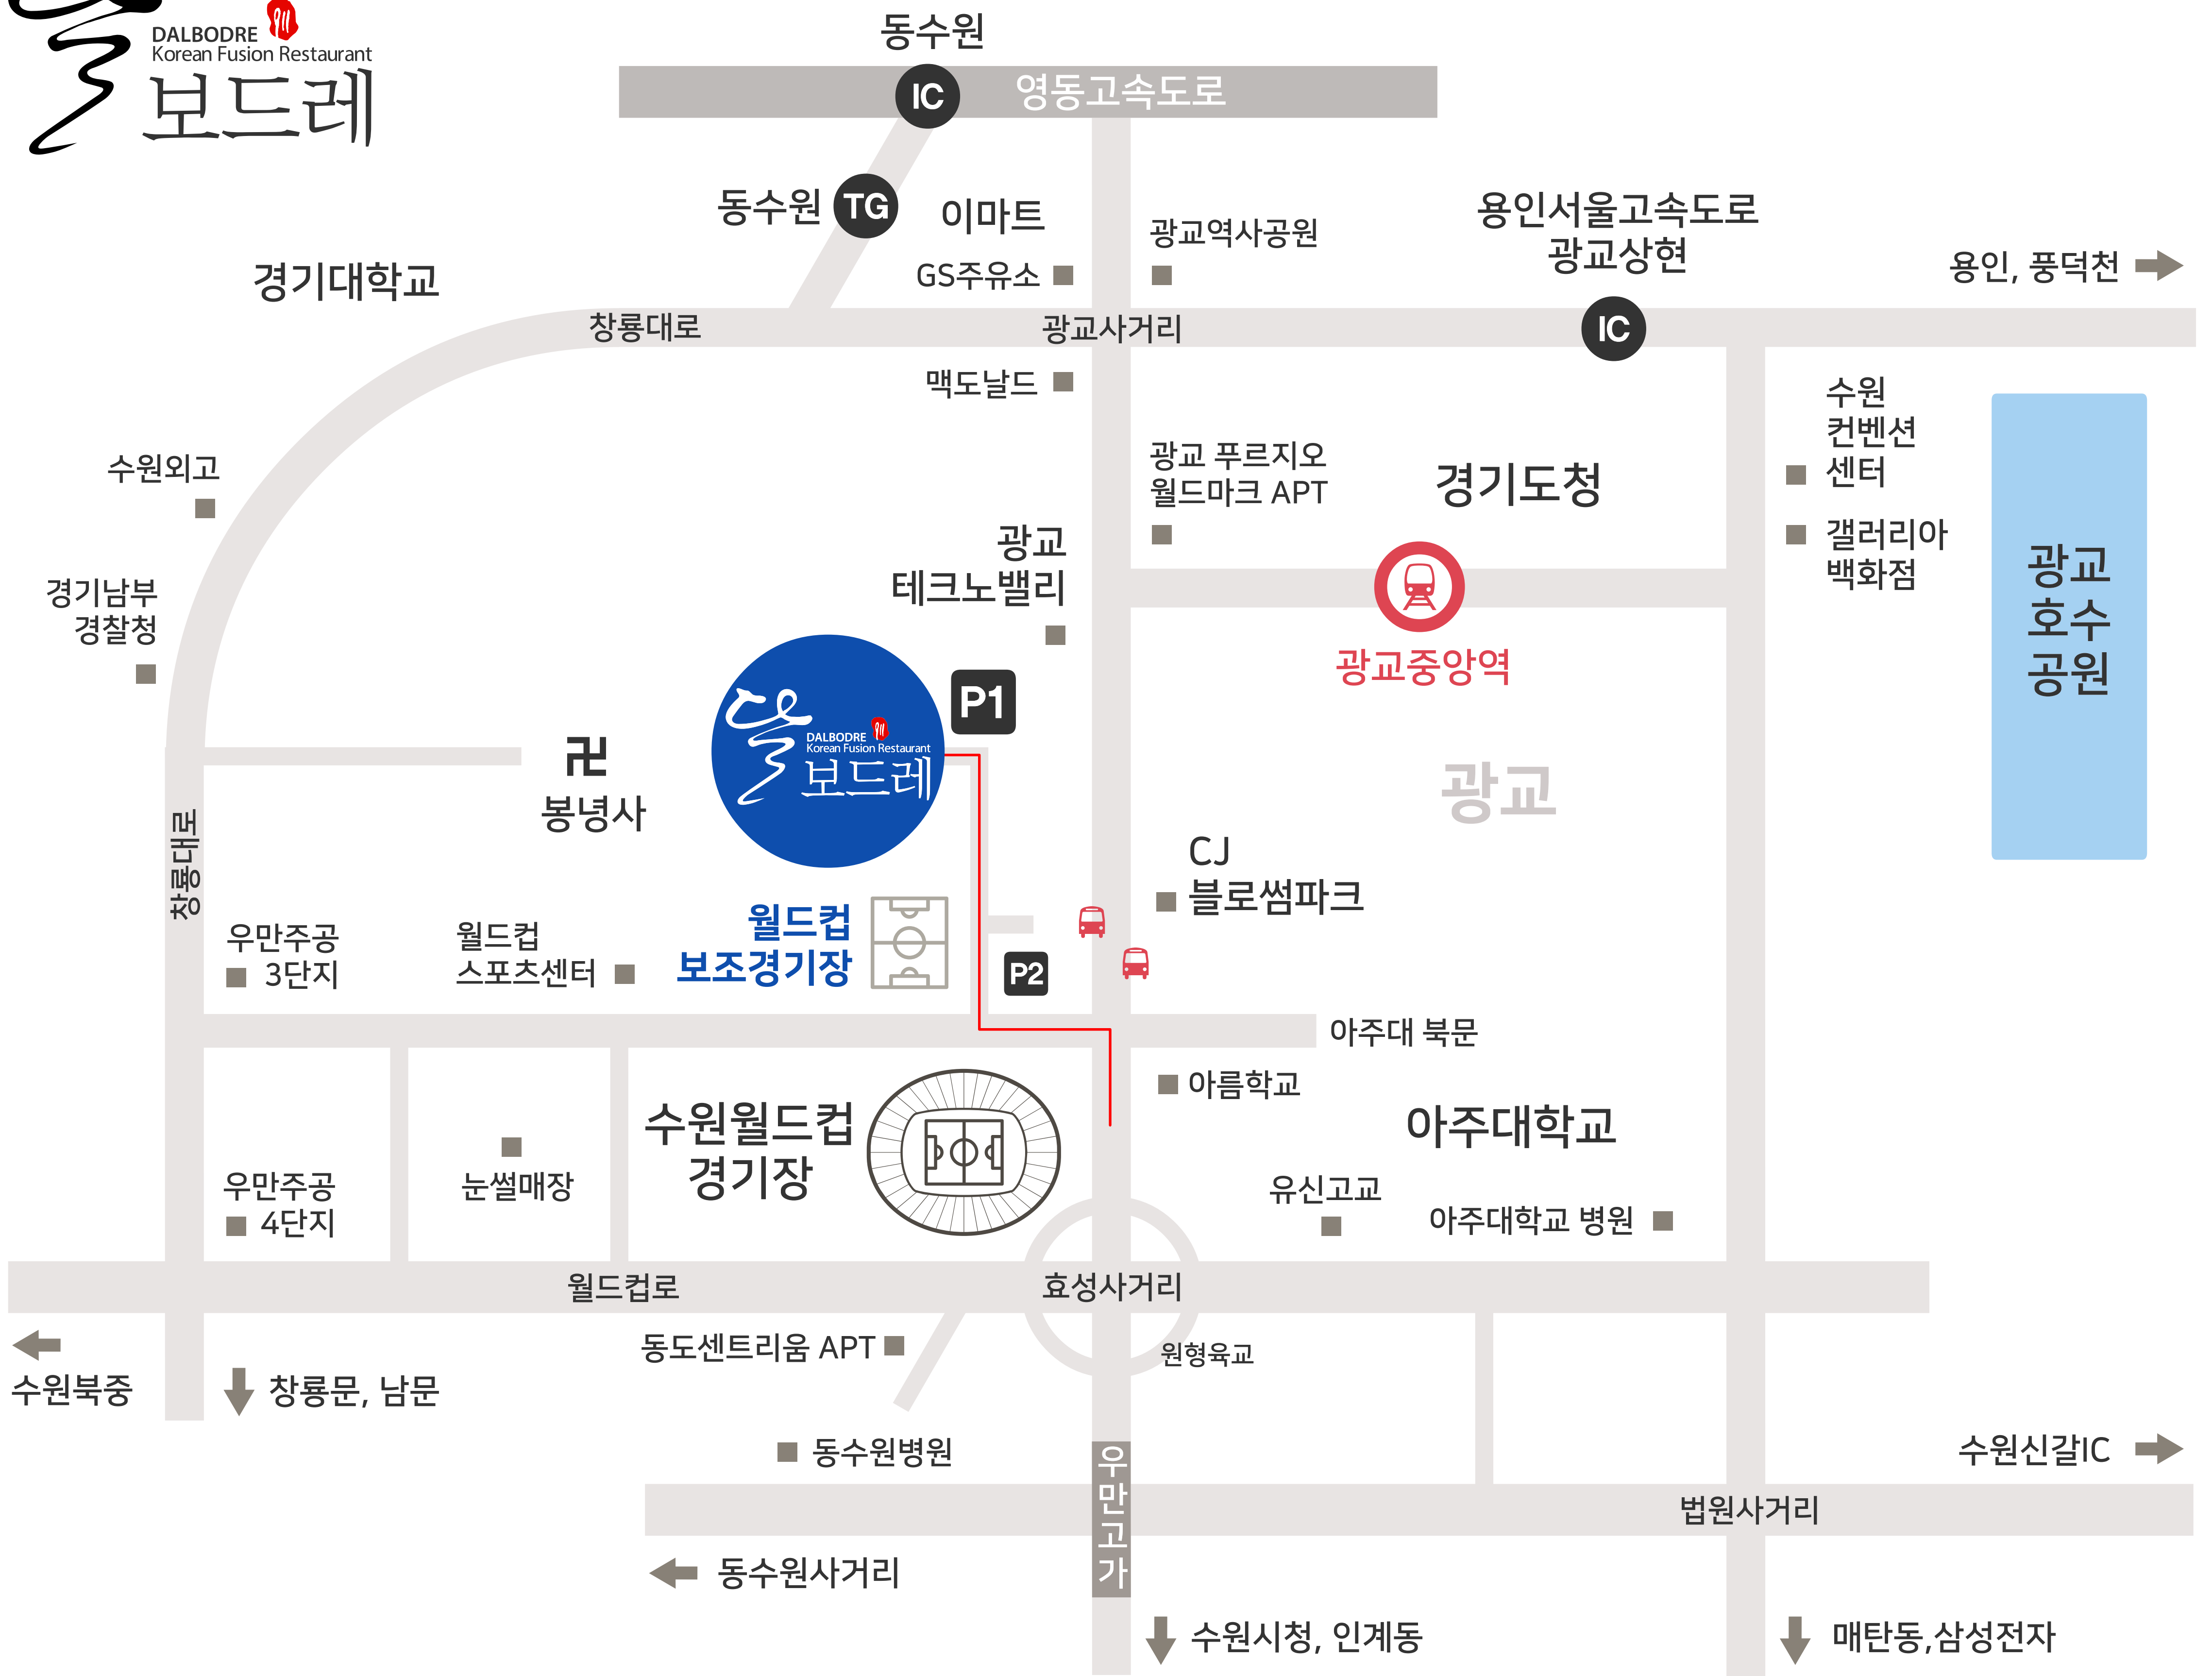 달
DALBODRE
Korean Fusion Restaurant
보드레
동수원
IC
영동고속도로
동수원 TG
이마트
GS주유소
광교역사공원
용인서울고속도로
광교상현
IC
용인, 풍덕천
경기대학교
창룡대로
광교사거리
맥도날드
수원
컨벤션
센터
갤러리아
백화점
광교
호수
공원
수원외고
광교 푸르지오
월드마크 APT
경기도청
광교
테크노밸리
경기남부
경찰청
광교중앙역
P1
달
DALBODRE
Korean Fusion Restaurant
보드레
卍
봉녕사
광교
창룡대로
CJ
블로썸파크
우만주공
3단지
월드컵
스포츠센터
월드컵
보조경기장
P2
아주대 북문
아름학교
수원월드컵
경기장
아주대학교
우만주공
4단지
눈썰매장
유신고교
아주대학교 병원
월드컵로
효성사거리
동도센트리움 APT
원형육교
수원북중
창룡문, 남문
동수원병원
우만고가
수원신갈IC
법원사거리
동수원사거리
수원시청, 인계동
매탄동,삼성전자